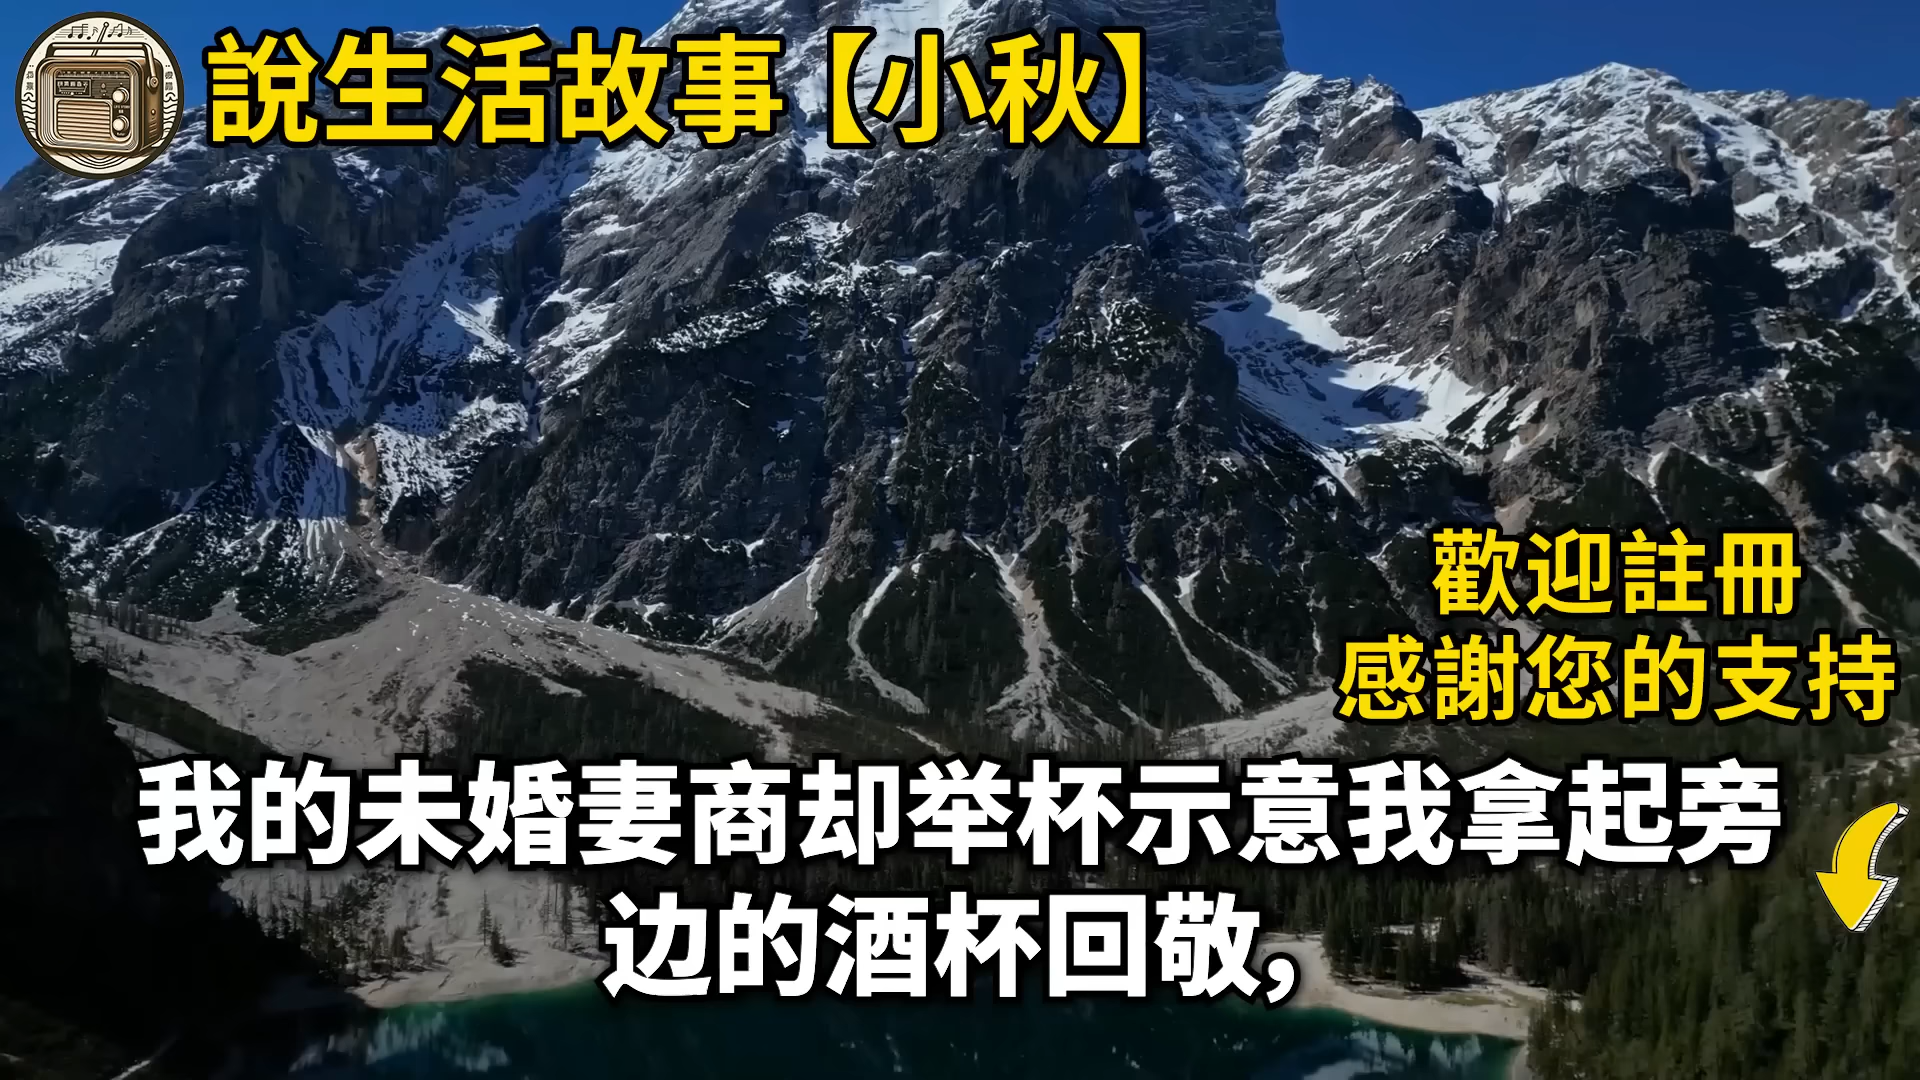 說生活故事【小秋】
歡迎註冊
感謝您的支持
我的未婚妻商却举杯示意我拿起旁
边的酒杯回敬,